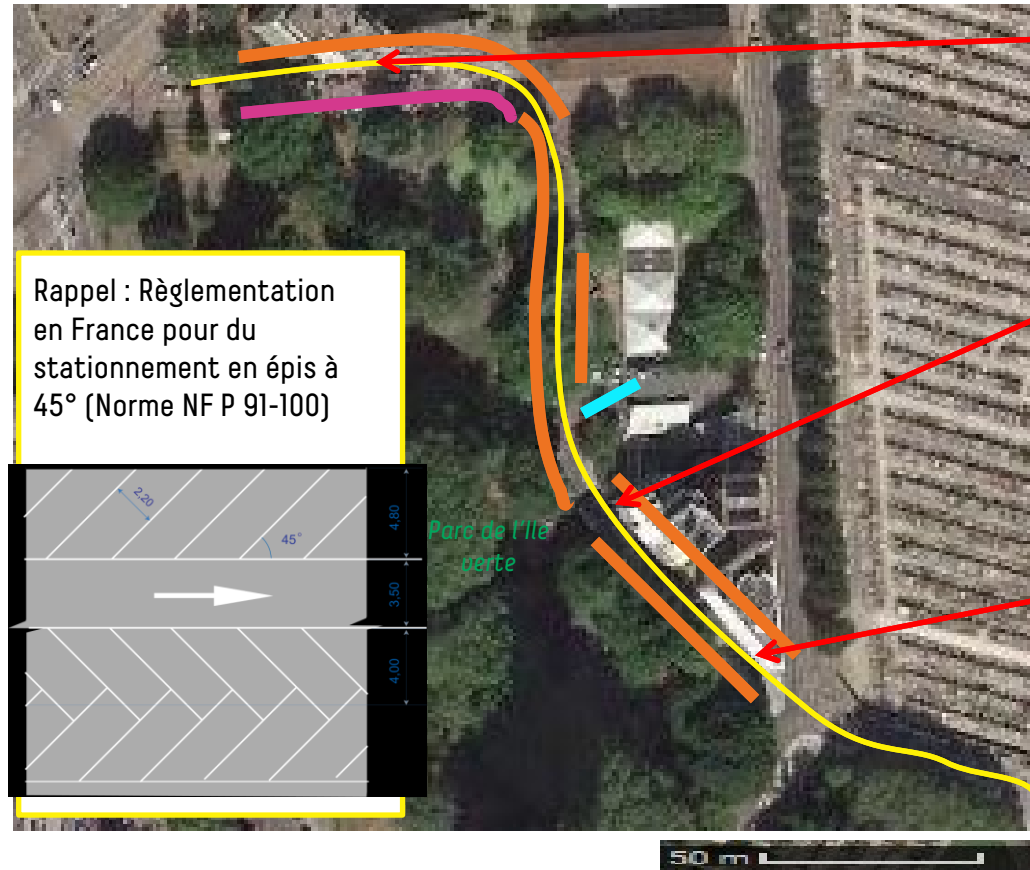 Rappel : Règlementation
en France pour du
stationnement en épis à
45° (Norme NF P 91-100)
2,20
45°
4,80
3,50
4,00
Parc de l'Ile
verte
50 m